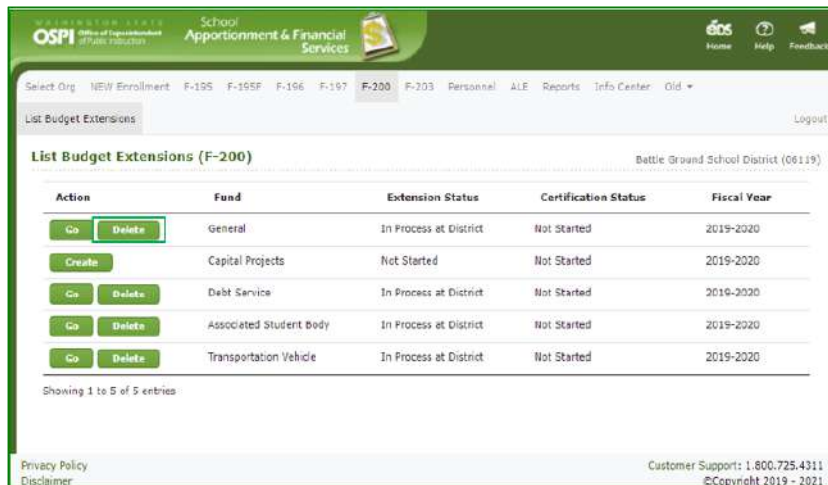 WASHINGTON STATE
OSPI Office of Superintendent of Public Instruction
School
Apportionment & Financial
Services
eds
Home Help Feedback
Select Org NEW Enrollment F-195 F-195F F-196 F-197 F-200 F-203 Personnel ALE Reports Info Center Old
List Budget Extensions Logout
List Budget Extensions (F-200) Battle Ground School District (06119)
Action Fund Extension Status Certification Status Fiscal Year
Go Delete General In Process at District Not Started 2019-2020
Create Capital Projects Not Started Not Started 2019-2020
Go Delete Debt Service In Process at District Not Started 2019-2020
Go Delete Associated Student Body In Process at District Not Started 2019-2020
Go Delete Transportation Vehicle In Process at District Not Started 2019-2020
Showing 1 to 5 of 5 entries
Privacy Policy Customer Support: 1.800.725.4311
Disclaimer ©Copyright 2019 - 2021